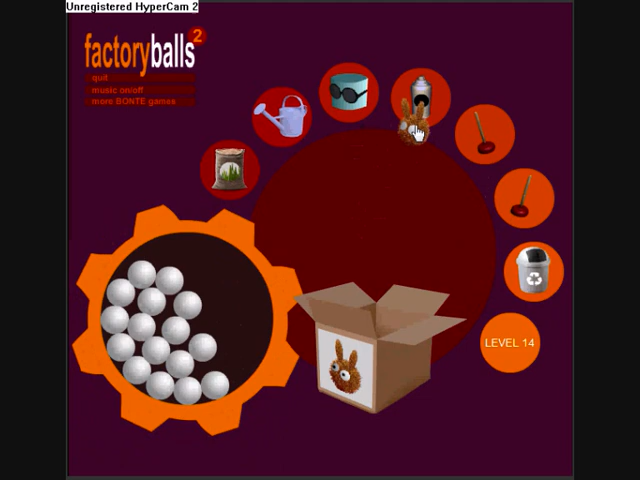 Unregistered HyperCam 2
factoryballs 2
quit
music on/off
more BONTE games
LEVEL 14